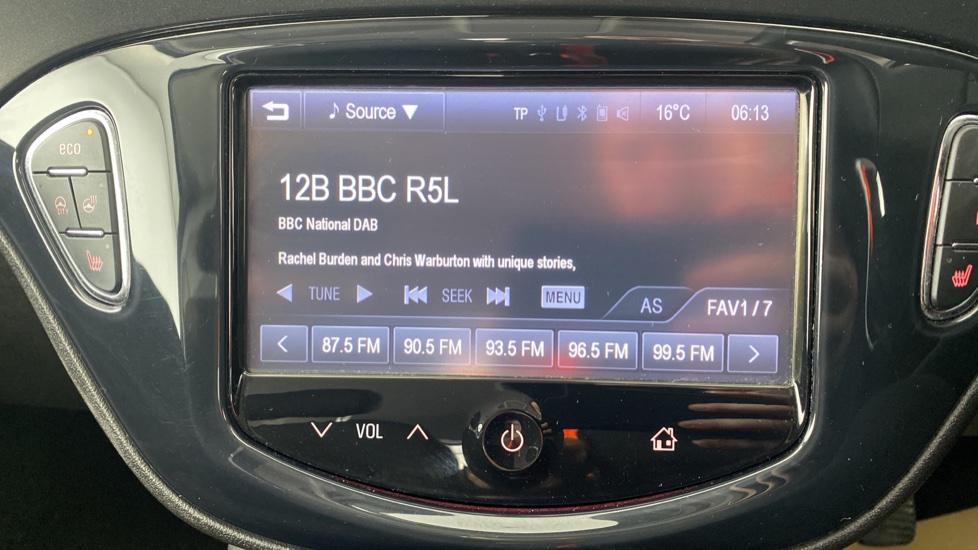 Source
TP
16°C
06:13
eco
CITY
12B BBC R5L
BBC National DAB
Rachel Burden and Chris Warburton with unique stories,
TUNE
SEEK
MENU
AS
FAV1/7
<
87.5 FM
90.5 FM
93.5 FM
96.5 FM
99.5 FM
>
VOL